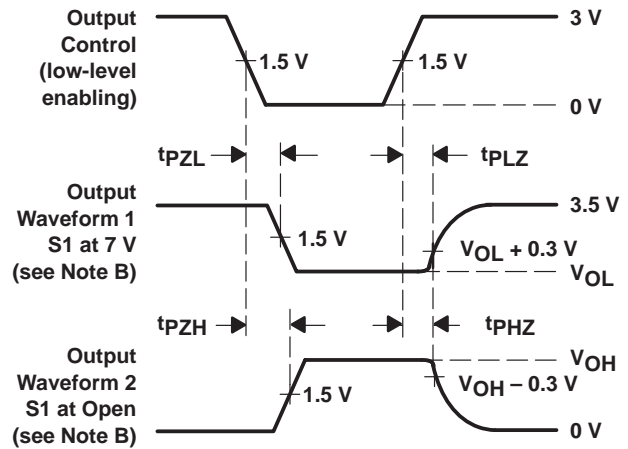 Output
Control
(low-level
enabling)
3 V
1.5 V
1.5 V
0 V
tPZL
tPLZ
Output
Waveform 1
S1 at 7 V
(see Note B)
3.5 V
1.5 V
VOL + 0.3 V
VOL
tPZH
tPHZ
Output
Waveform 2
S1 at Open
(see Note B)
VOH
VOH – 0.3 V
1.5 V
0 V